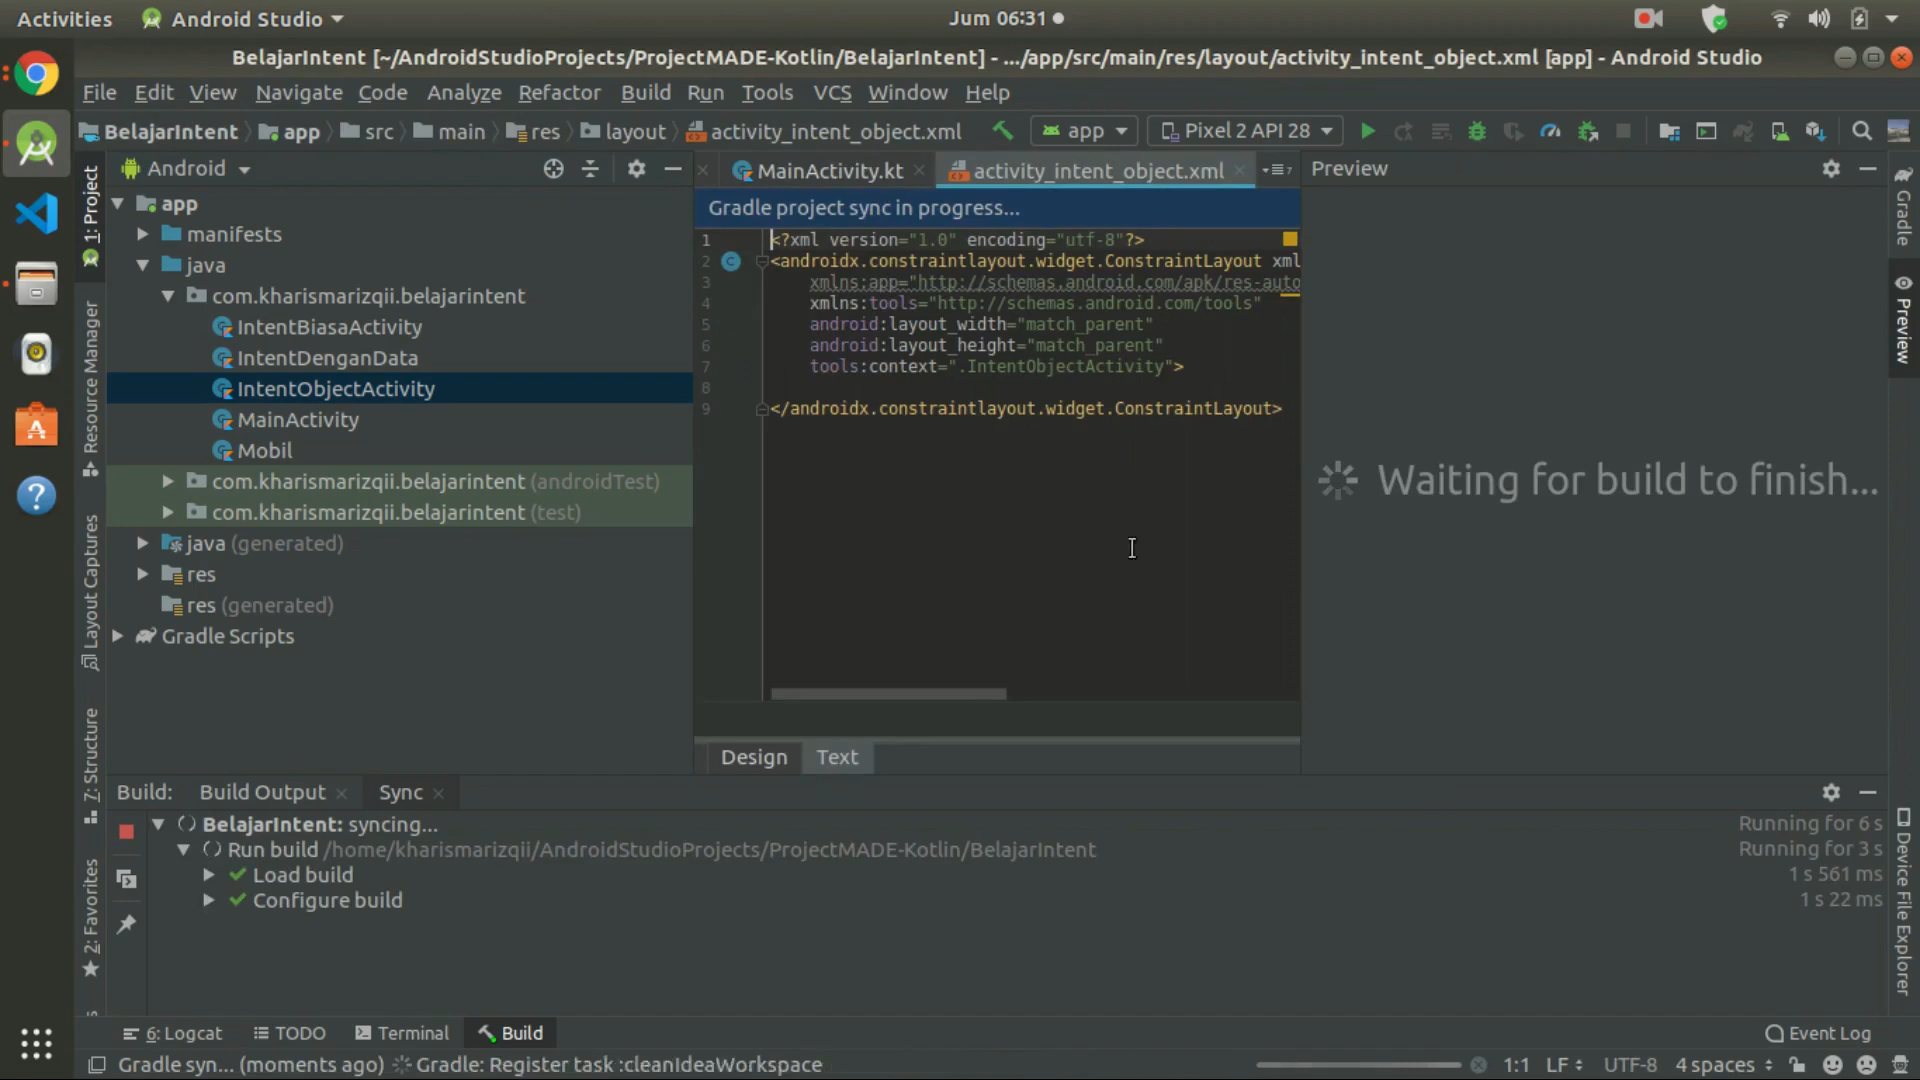 Activities
Android Studio
Jum 06:31
BelajarIntent [~/AndroidStudioProjects/ProjectMADE-Kotlin/BelajarIntent] - .../app/src/main/res/layout/activity_intent_object.xml [app] - Android Studio
File Edit View Navigate Code Analyze Refactor Build Run Tools VCS Window Help
BelajarIntent app src main res layout activity_intent_object.xml app Pixel 2 API 28
Android
MainActivity.kt
activity_intent_object.xml
Preview
Gradle project sync in progress...
1: Project
Resource Manager
Layout Captures
7: Structure
2: Favorites
app
manifests
java
com.kharismarizqii.belajarintent
IntentBiasaActivity
IntentDenganData
IntentObjectActivity
MainActivity
Mobil
com.kharismarizqii.belajarintent (androidTest)
com.kharismarizqii.belajarintent (test)
java (generated)
res
res (generated)
Gradle Scripts
1 <?xml version="1.0" encoding="utf-8"?>
2 <androidx.constraintlayout.widget.ConstraintLayout xml
3 xmlns:app="http://schemas.android.com/apk/res-auto
4 xmlns:tools="http://schemas.android.com/tools"
5 android:layout_width="match_parent"
6 android:layout_height="match_parent"
7 tools:context=".IntentObjectActivity">
8
9 </androidx.constraintlayout.widget.ConstraintLayout>
Waiting for build to finish...
Gradle
Preview
Device File Explorer
Design Text
Build: Build Output Sync
BelajarIntent: syncing... Running for 6 s
Run build /home/kharismarizqii/AndroidStudioProjects/ProjectMADE-Kotlin/BelajarIntent Running for 3 s
Load build 1 s 561 ms
Configure build 1 s 22 ms
6: Logcat TODO Terminal Build Event Log
Gradle syn... (moments ago) Gradle: Register task :cleanIdeaWorkspace 1:1 LF UTF-8 4 spaces